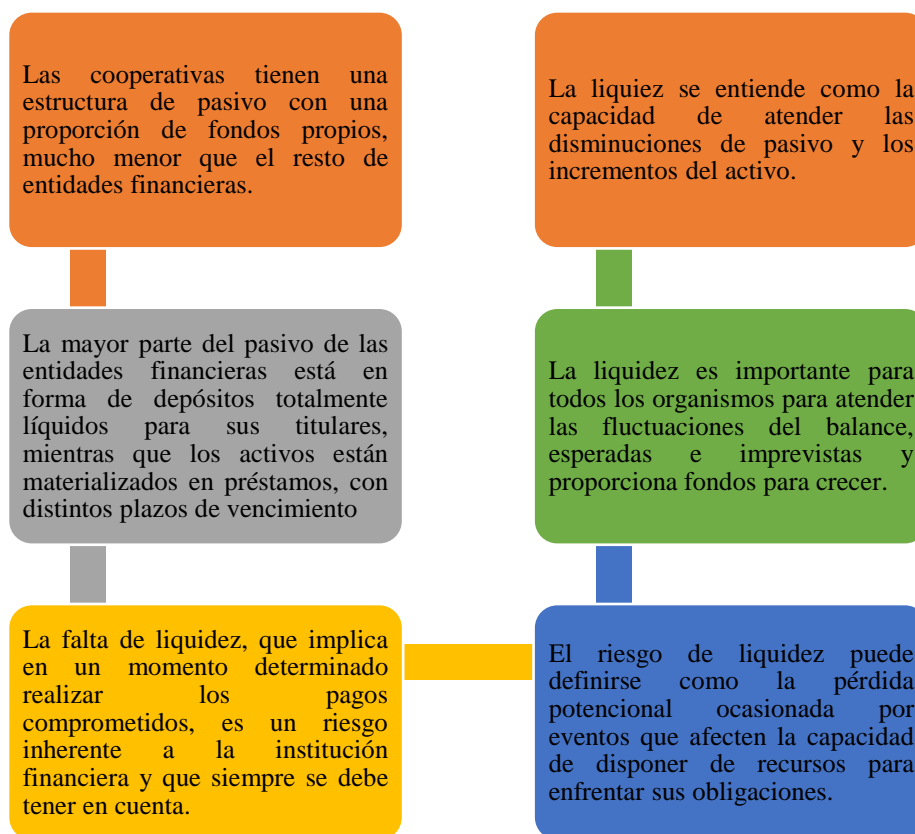 Las cooperativas tienen una
estructura de pasivo con una
proporción de fondos propios,
mucho menor que el resto de
entidades financieras.
La mayor parte del pasivo de las
entidades financieras está en
forma de depósitos totalmente
líquidos para sus titulares,
mientras que los activos están
materializados en préstamos, con
distintos plazos de vencimiento
La falta de liquidez, que implica
en un momento determinado
realizar los pagos
comprometidos, es un riesgo
inherente a la institución
financiera y que siempre se debe
tener en cuenta.
El riesgo de liquidez puede
definirse como la pérdida
potencional ocasionada por
eventos que afecten la capacidad
de disponer de recursos para
enfrentar sus obligaciones.
La liquidez es importante para
todos los organismos para atender
las fluctuaciones del balance,
esperadas e imprevistas y
proporciona fondos para crecer.
La liquiez se entiende como la
capacidad de atender las
disminuciones de pasivo y los
incrementos del activo.